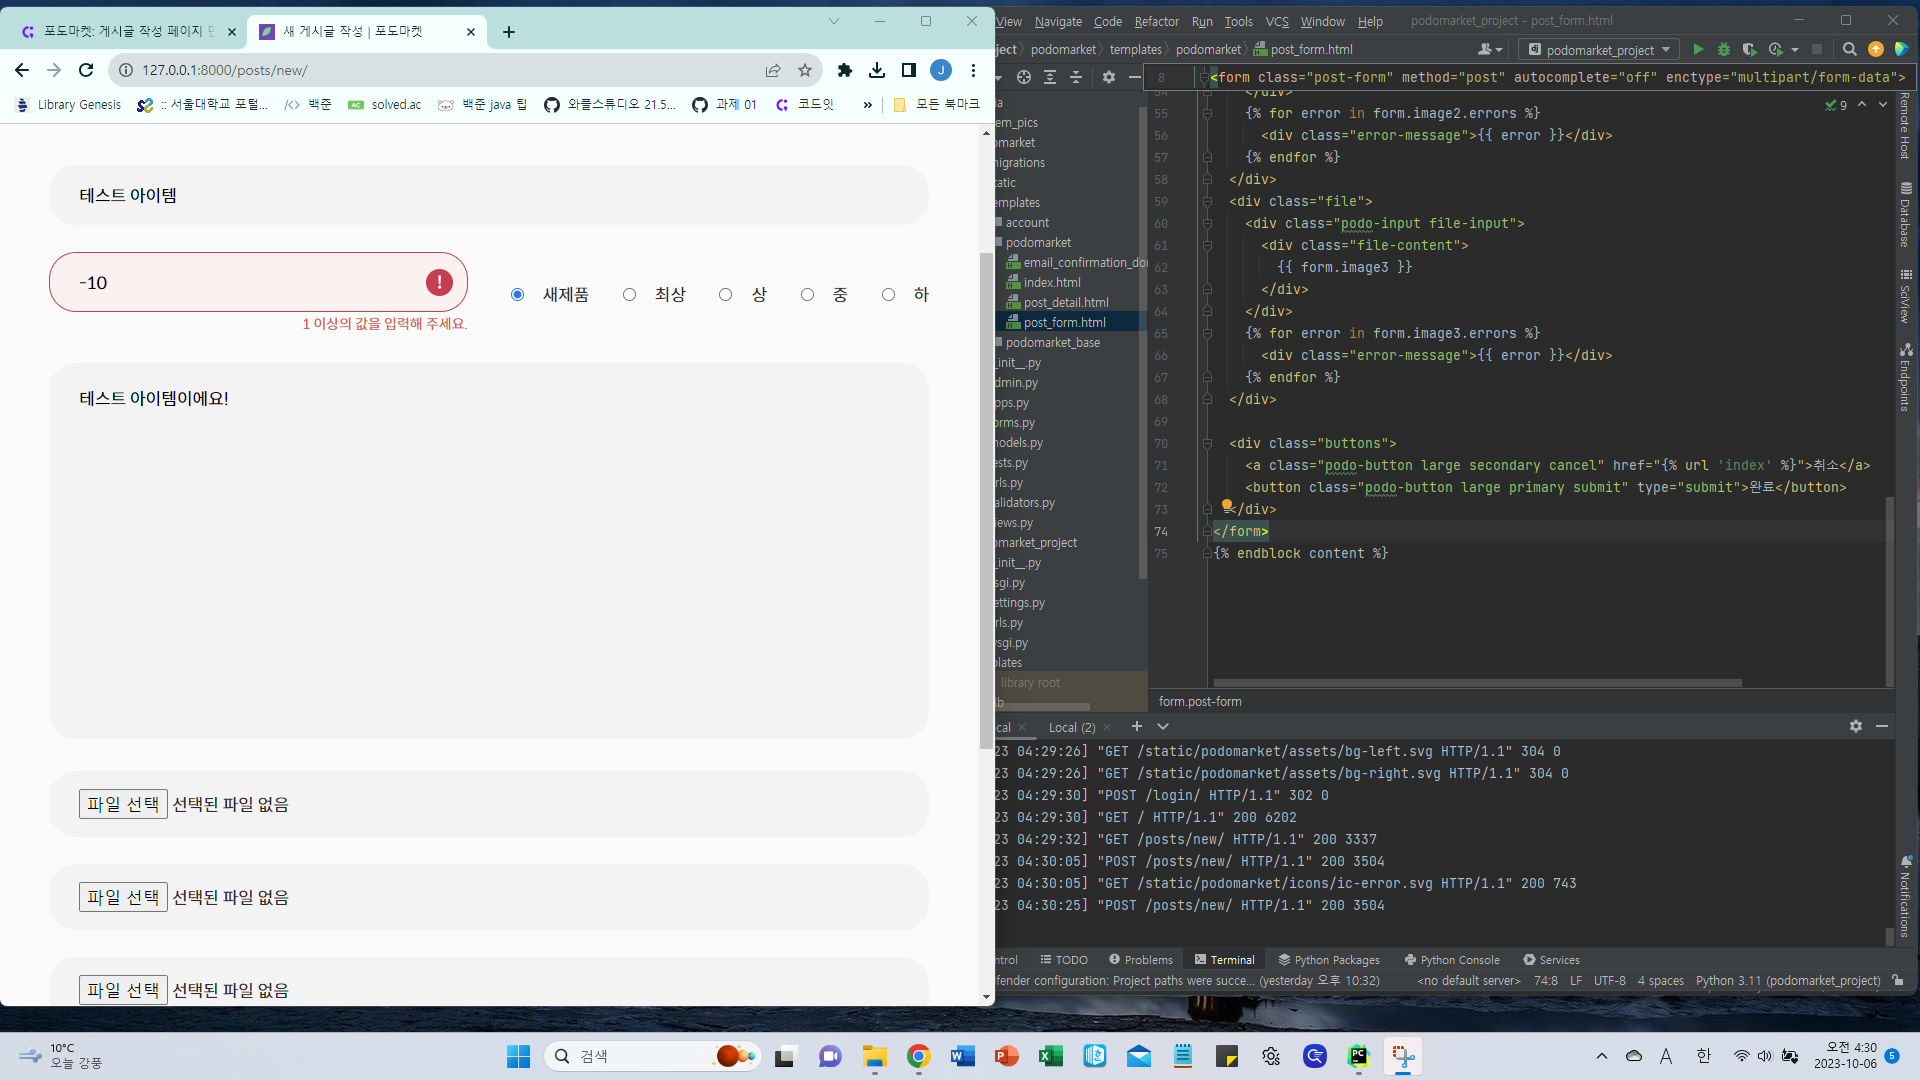 포도마켓: 게시글 작성 페이지
새 게시글 작성 | 포도마켓
127.0.0.1:8000/posts/new/
J
Library Genesis
:: 서울대학교 포털...
백준
solved.ac
백준 java 팁
와플스튜디오 21.5...
과제 01
코드잇
»
모든 북마크
테스트 아이템
-10
1 이상의 값을 입력해 주세요.
새제품
최상
상
중
하
테스트 아이템이에요!
파일 선택 선택된 파일 없음
파일 선택 선택된 파일 없음
파일 선택 선택된 파일 없음
View Navigate Code Refactor Run Tools VCS Window Help podomarket_project - post_form.html
ject podomarket templates podomarket post_form.html
podomarket_project
8 <form class="post-form" method="post" autocomplete="off" enctype="multipart/form-data">
ia
em_pics
omarket
nigrations
tatic
emplates
account
podomarket
email_confirmation_do
index.html
post_detail.html
post_form.html
podomarket_base
_init__.py
dmin.py
pps.py
orms.py
nodels.py
ests.py
rls.py
alidators.py
iews.py
omarket_project
_init__.py
sgi.py
ettings.py
rls.py
vsgi.py
plates
library root
ib
9
54 </div>
55 {% for error in form.image2.errors %}
56 <div class="error-message">{{ error }}</div>
57 {% endfor %}
58 </div>
59 <div class="file">
60 <div class="podo-input file-input">
61 <div class="file-content">
62 {{ form.image3 }}
63 </div>
64 </div>
65 {% for error in form.image3.errors %}
66 <div class="error-message">{{ error }}</div>
67 {% endfor %}
68 </div>
69
70 <div class="buttons">
71 <a class="podo-button large secondary cancel" href="{% url 'index' %}">취소</a>
72 <button class="podo-button large primary submit" type="submit">완료</button>
73 </div>
74 </form>
75 {% endblock content %}
form.post-form
Remote Host
Database
SciView
Endpoints
Notifications
cal
Local (2)
23 04:29:26] "GET /static/podomarket/assets/bg-left.svg HTTP/1.1" 304 0
23 04:29:26] "GET /static/podomarket/assets/bg-right.svg HTTP/1.1" 304 0
23 04:29:30] "POST /login/ HTTP/1.1" 302 0
23 04:29:30] "GET / HTTP/1.1" 200 6202
23 04:29:32] "GET /posts/new/ HTTP/1.1" 200 3337
23 04:30:05] "POST /posts/new/ HTTP/1.1" 200 3504
23 04:30:05] "GET /static/podomarket/icons/ic-error.svg HTTP/1.1" 200 743
23 04:30:25] "POST /posts/new/ HTTP/1.1" 200 3504
ntrol TODO Problems Terminal Python Packages Python Console Services
fender configuration: Project paths were succe... (yesterday 오후 10:32) <no default server> 74:8 LF UTF-8 4 spaces Python 3.11 (podomarket_project)
10°C
오늘 강풍
검색
A
한
오전 4:30
2023-10-06
5